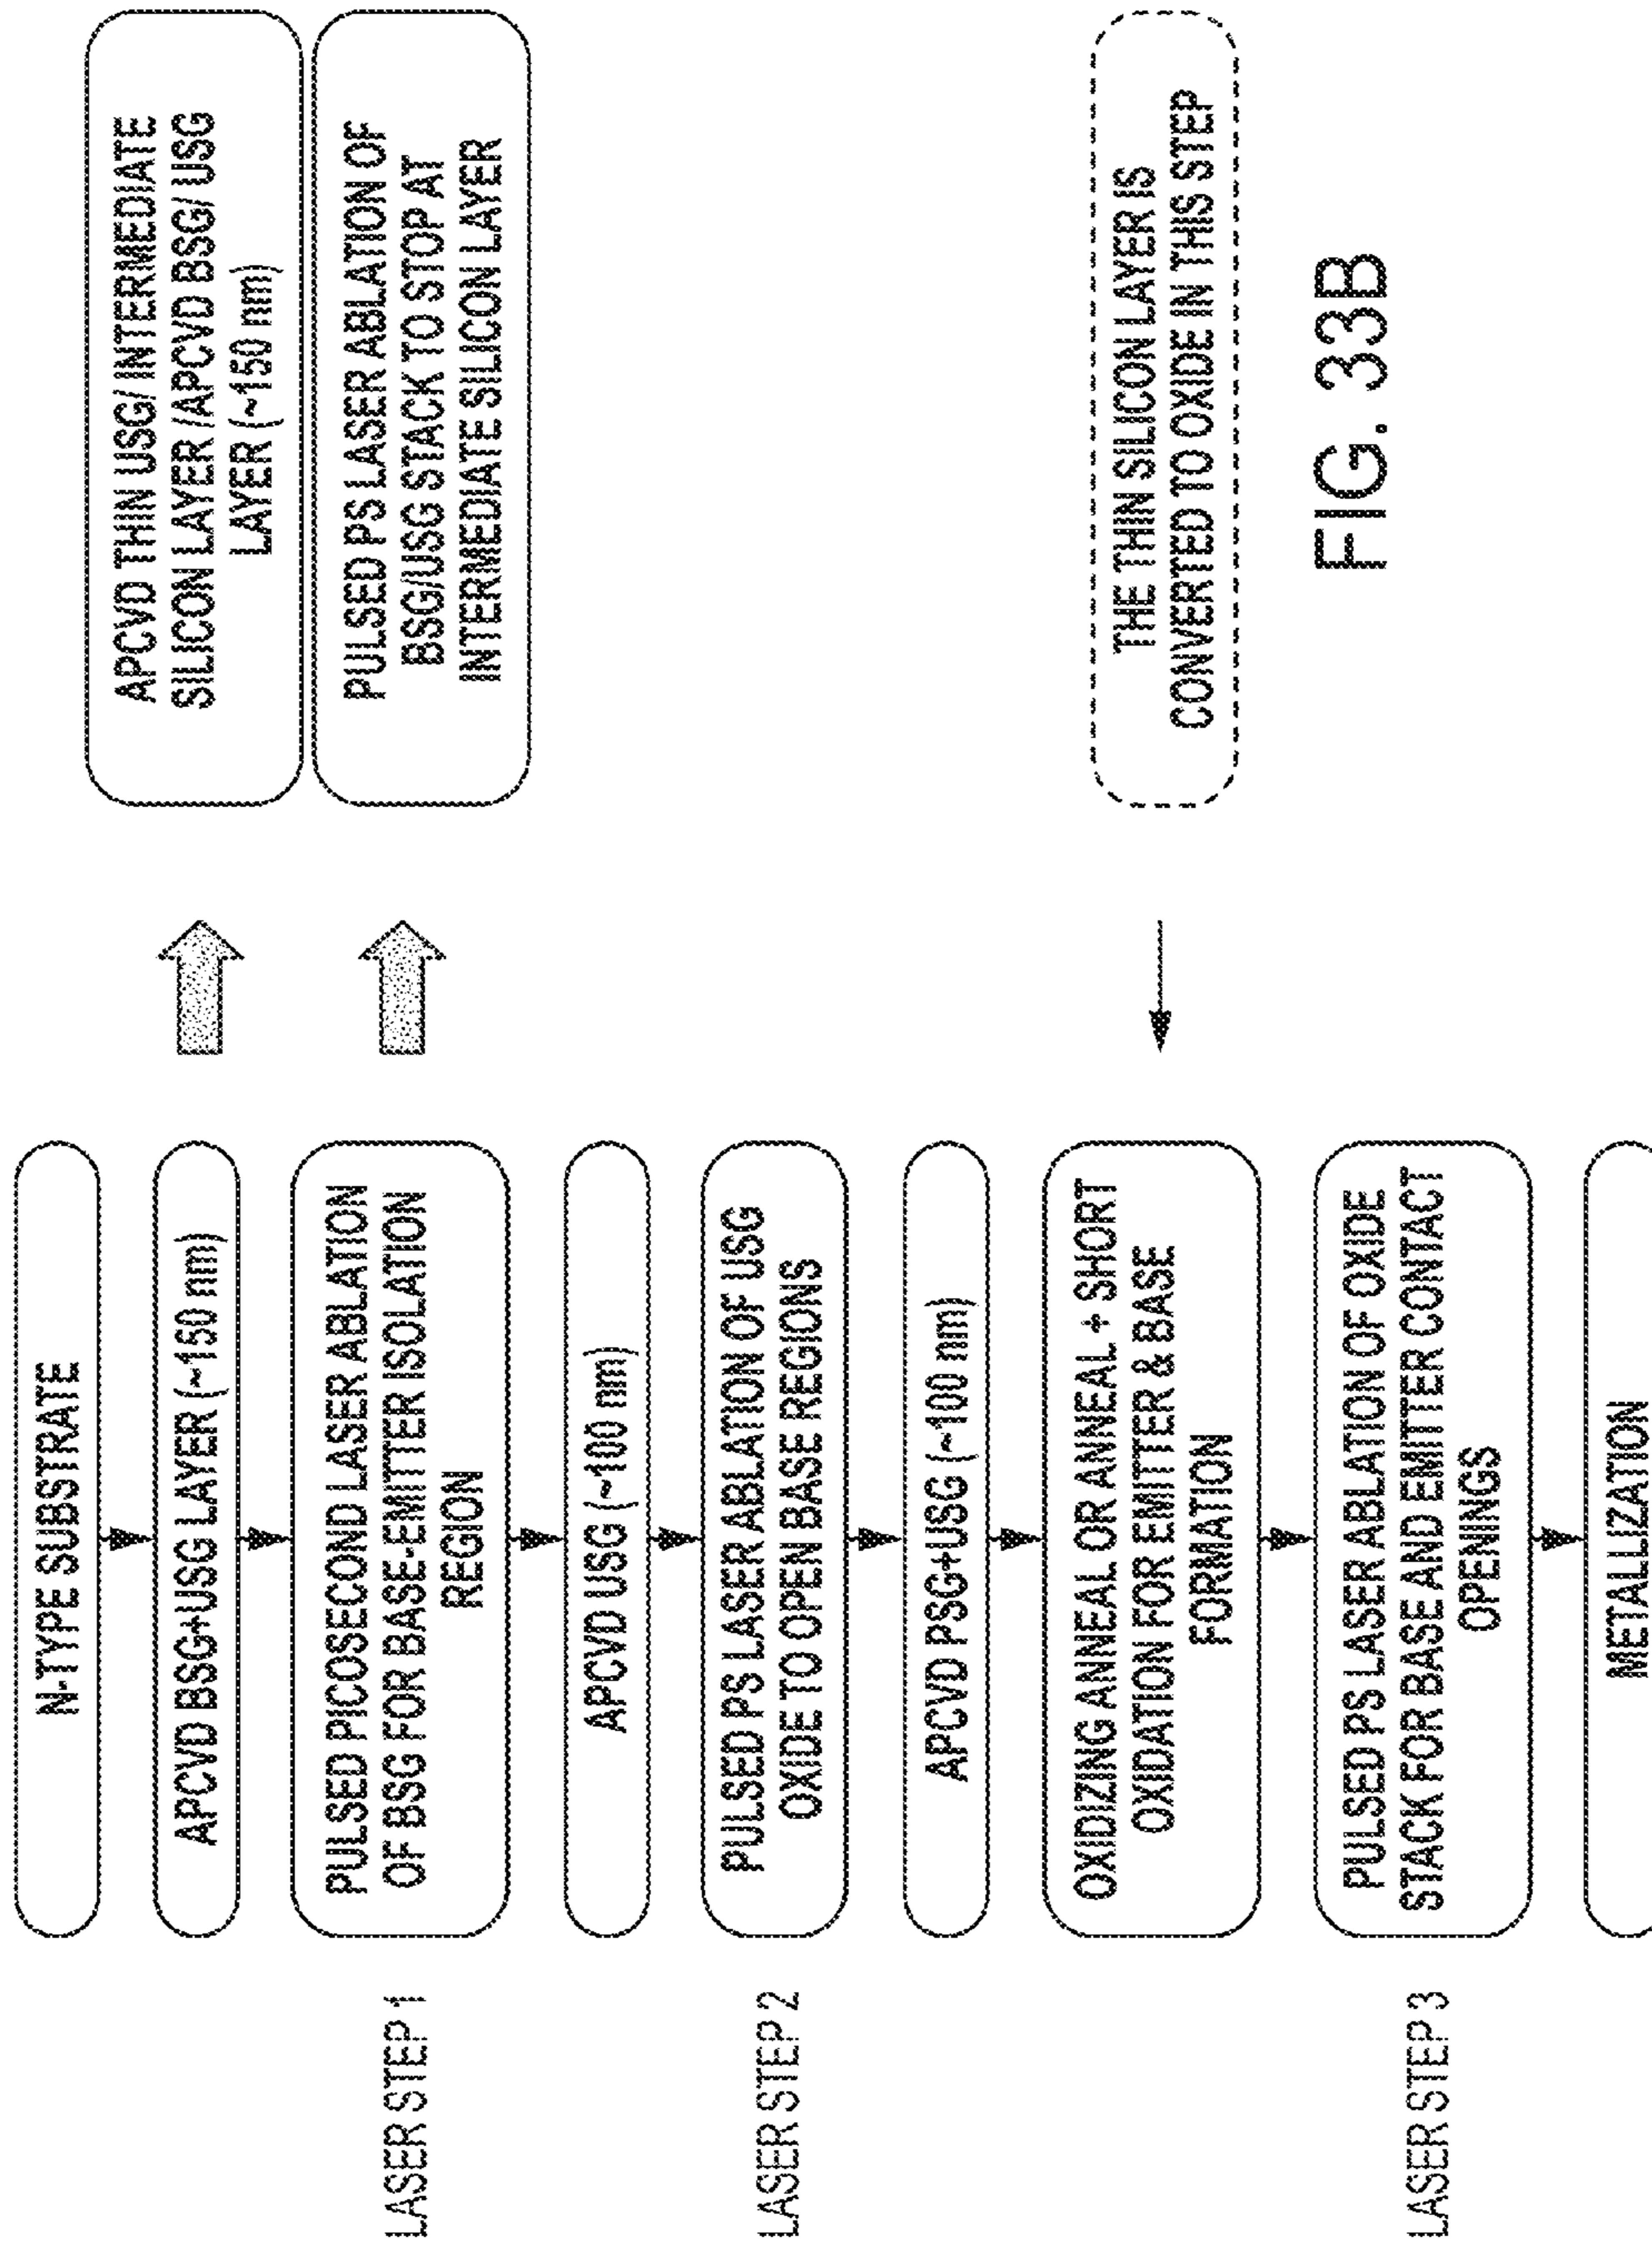 N-TYPE SUBSTRATE
APCVD BSG+USG LAYER (~150 nm)
APCVD THIN USG/ INTERMEDIATE
SILICON LAYER /APCVD BSG/ USG
LAYER (~150 nm)
LASER STEP 1
PULSED PICOSECOND LASER ABLATION
OF BSG FOR BASE-EMITTER ISOLATION
REGION
PULSED PS LASER ABLATION OF
BSG/USG STACK TO STOP AT
INTERMEDIATE SILICON LAYER
APCVD USG (~100 nm)
LASER STEP 2
PULSED PS LASER ABLATION OF USG
OXIDE TO OPEN BASE REGIONS
APCVD PSG+USG (~100 nm)
OXIDIZING ANNEAL OR ANNEAL + SHORT
OXIDATION FOR EMITTER & BASE
FORMATION
THE THIN SILICON LAYER IS
CONVERTED TO OXIDE IN THIS STEP
LASER STEP 3
PULSED PS LASER ABLATION OF OXIDE
STACK FOR BASE AND EMITTER CONTACT
OPENINGS
METALLIZATION
FIG. 33B